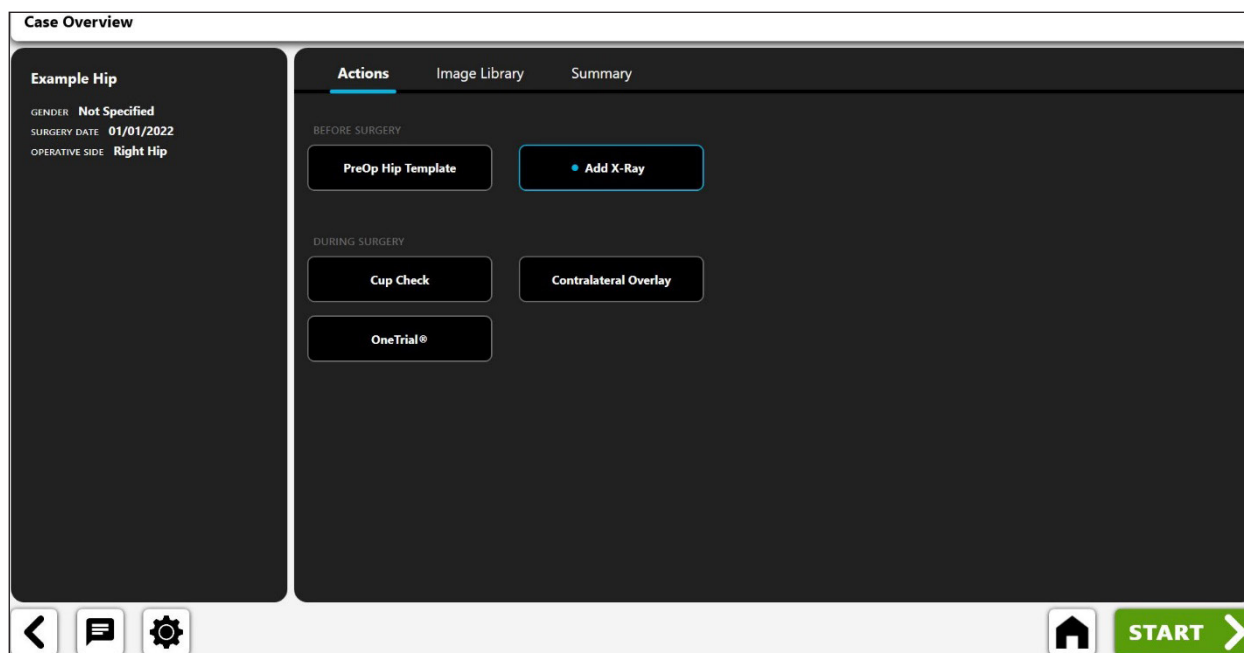 Case Overview
Example Hip
GENDER Not Specified
SURGERY DATE 01/01/2022
OPERATIVE SIDE Right Hip
Actions Image Library Summary
BEFORE SURGERY
PreOp Hip Template Add X-Ray
DURING SURGERY
Cup Check Contralateral Overlay
OneTrial®
START